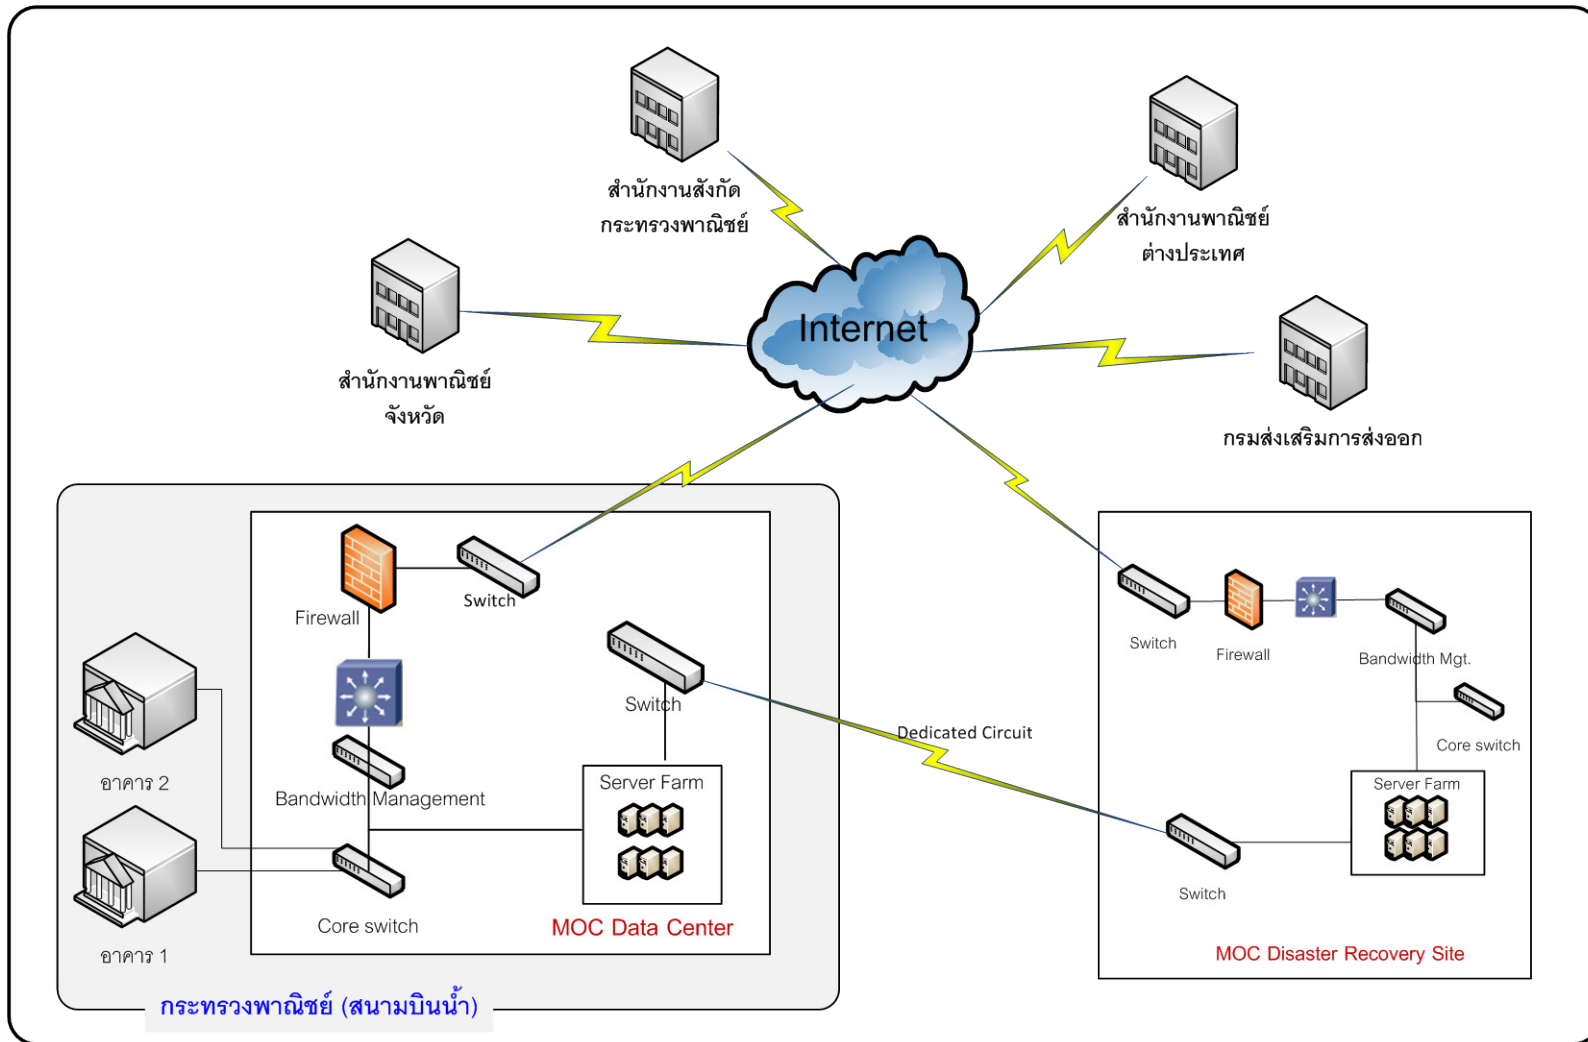 สำนักงานสังกัด
กระทรวงพาณิชย์
สำนักงานพาณิชย์
ต่างประเทศ
Internet
สำนักงานพาณิชย์
จังหวัด
กรมส่งเสริมการส่งออก
Switch
Firewall
Switch
Bandwidth Management
Server Farm
Core switch
MOC Data Center
อาคาร 2
อาคาร 1
กระทรวงพาณิชย์ (สนามบินน้ำ)
Dedicated Circuit
Switch
Firewall
Bandwidth Mgt.
Core switch
Server Farm
Switch
MOC Disaster Recovery Site